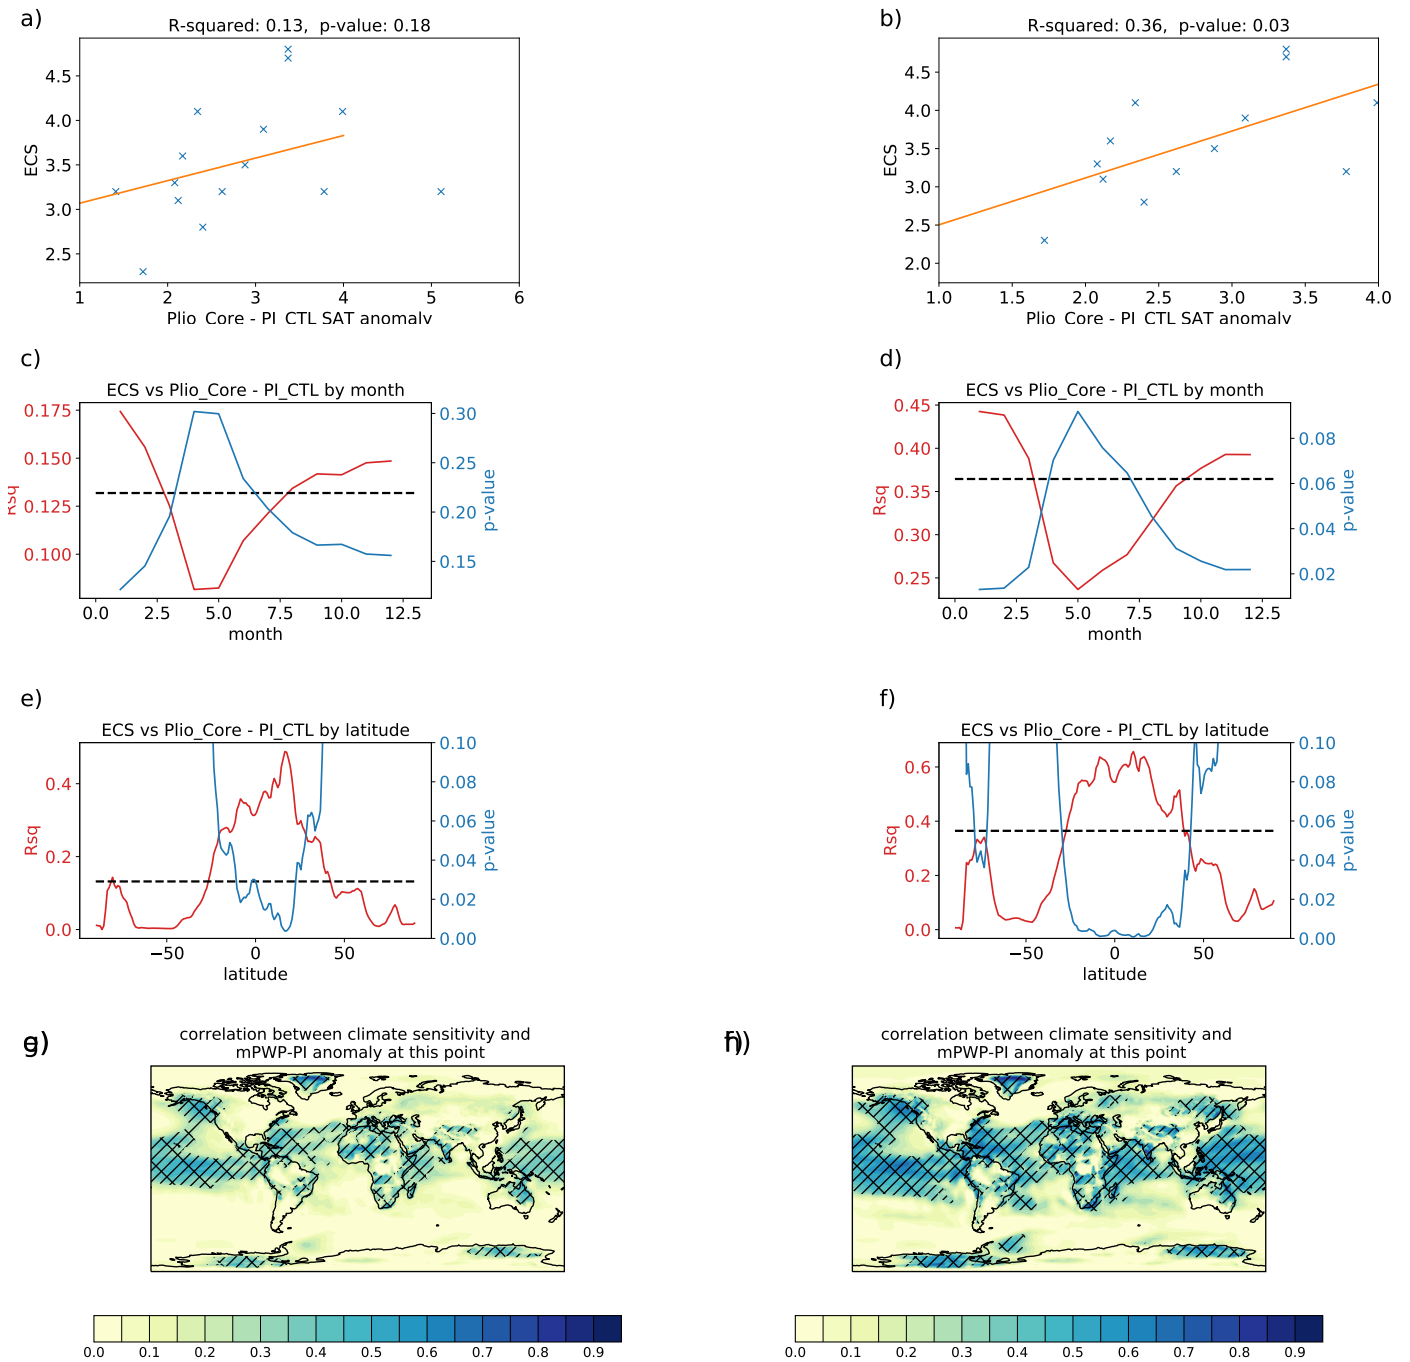 a)
R-squared: 0.13,  p-value: 0.18
ECS
4.5
4.0
3.5
3.0
2.5
1 2 3 4 5 6
Plio_Core - PI_CTL SAT anomaly
b)
R-squared: 0.36,  p-value: 0.03
ECS
4.5
4.0
3.5
3.0
2.5
2.0
1.0 1.5 2.0 2.5 3.0 3.5 4.0
Plio_Core - PI_CTL SAT anomaly
c)
ECS vs Plio_Core - PI_CTL by month
Rsq
0.175
0.150
0.125
0.100
0.30
0.25
0.20
0.15
p-value
0.0 2.5 5.0 7.5 10.0 12.5
month
d)
ECS vs Plio_Core - PI_CTL by month
Rsq
0.45
0.40
0.35
0.30
0.25
0.08
0.06
0.04
0.02
p-value
0.0 2.5 5.0 7.5 10.0 12.5
month
e)
ECS vs Plio_Core - PI_CTL by latitude
Rsq
0.4
0.2
0.0
0.10
0.08
0.06
0.04
0.02
0.00
p-value
−50 0 50
latitude
f)
ECS vs Plio_Core - PI_CTL by latitude
Rsq
0.6
0.4
0.2
0.0
0.10
0.08
0.06
0.04
0.02
0.00
p-value
−50 0 50
latitude
g)
correlation between climate sensitivity and
mPWP-PI anomaly at this point
0.0 0.1 0.2 0.3 0.4 0.5 0.6 0.7 0.8 0.9
h)
correlation between climate sensitivity and
mPWP-PI anomaly at this point
0.0 0.1 0.2 0.3 0.4 0.5 0.6 0.7 0.8 0.9